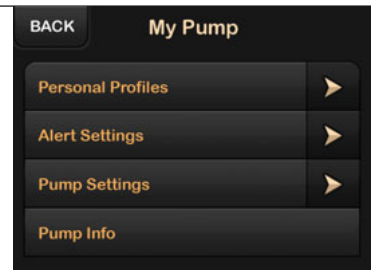 BACK My Pump
Personal Profiles
Alert Settings
Pump Settings
Pump Info